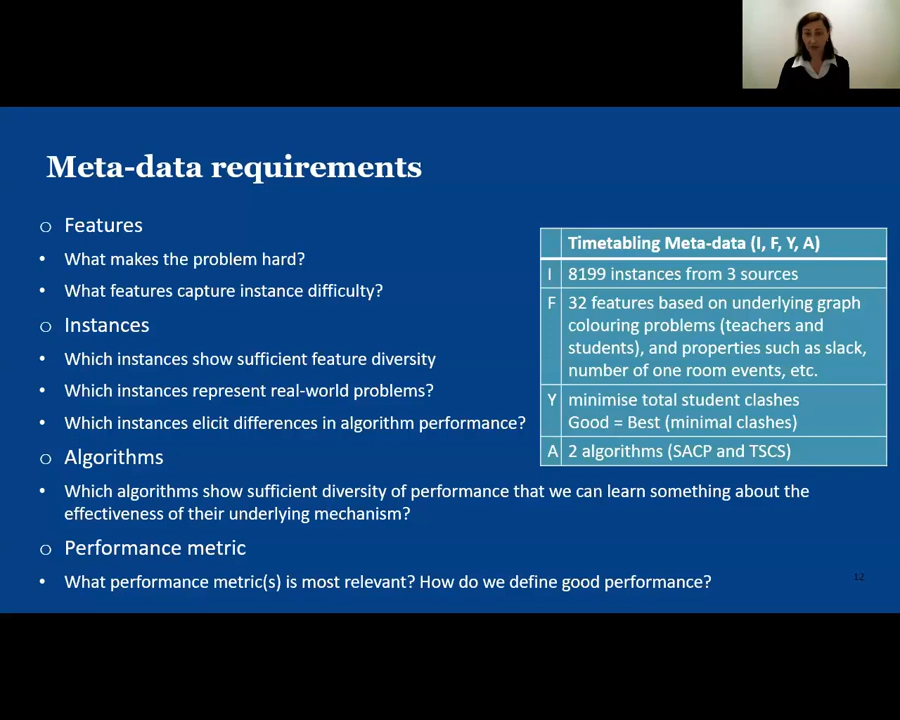 Meta-data requirements
o Features
• What makes the problem hard?
• What features capture instance difficulty?
o Instances
• Which instances show sufficient feature diversity
• Which instances represent real-world problems?
• Which instances elicit differences in algorithm performance?
o Algorithms
• Which algorithms show sufficient diversity of performance that we can learn something about the
effectiveness of their underlying mechanism?
o Performance metric
• What performance metric(s) is most relevant? How do we define good performance?
Timetabling Meta-data (I, F, Y, A)
I 8199 instances from 3 sources
F 32 features based on underlying graph
colouring problems (teachers and
students), and properties such as slack,
number of one room events, etc.
Y minimise total student clashes
Good = Best (minimal clashes)
A 2 algorithms (SACP and TSCS)
12